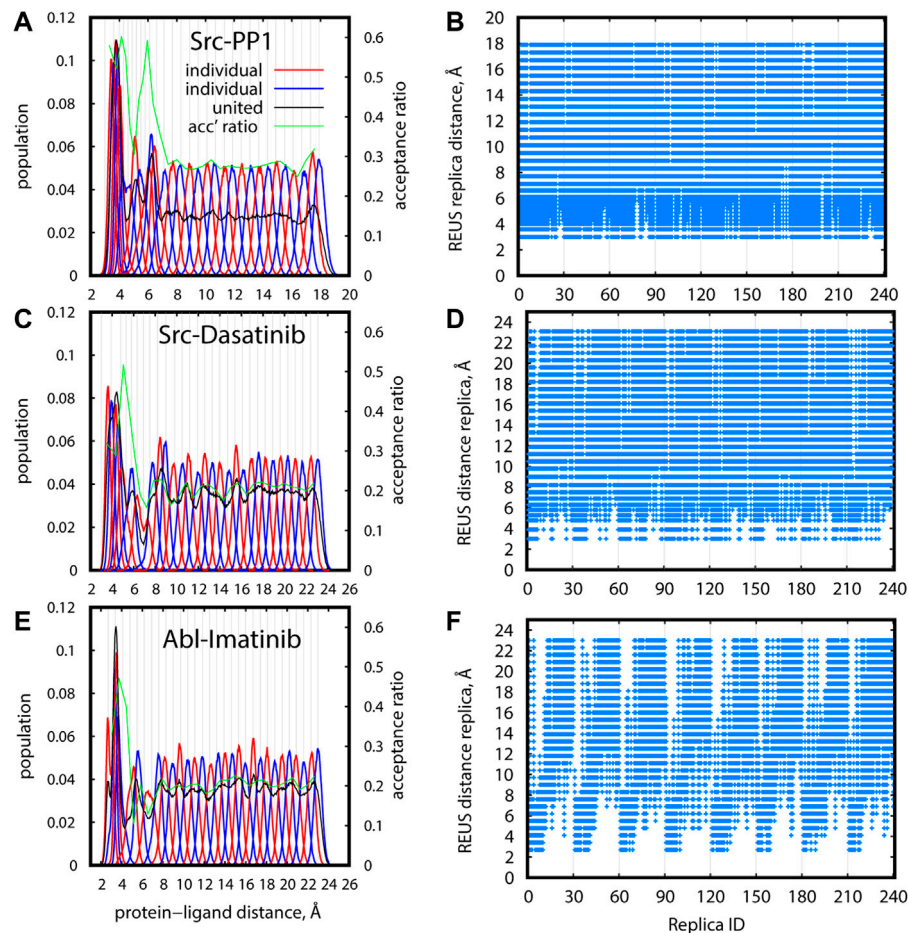 A
Src-PP1
individual
individual
united
acc' ratio
population
acceptance ratio
0.12
0.1
0.08
0.06
0.04
0.02
0
0.6
0.5
0.4
0.3
0.2
0.1
0
2 4 6 8 10 12 14 16 18 20
B
REUS replica distance, Å
20
18
16
14
12
10
8
6
4
2
0
0 30 60 90 120 150 180 210 240
C
Src-Dasatinib
population
acceptance ratio
0.12
0.1
0.08
0.06
0.04
0.02
0
0.6
0.5
0.4
0.3
0.2
0.1
0
2 4 6 8 10 12 14 16 18 20 22 24 26
D
REUS distance replica, Å
24
22
20
18
16
14
12
10
8
6
4
2
0
0 30 60 90 120 150 180 210 240
E
Abl-Imatinib
population
acceptance ratio
0.12
0.1
0.08
0.06
0.04
0.02
0
0.6
0.5
0.4
0.3
0.2
0.1
0
2 4 6 8 10 12 14 16 18 20 22 24 26
protein–ligand distance, Å
F
REUS distance replica, Å
24
22
20
18
16
14
12
10
8
6
4
2
0
0 30 60 90 120 150 180 210 240
Replica ID